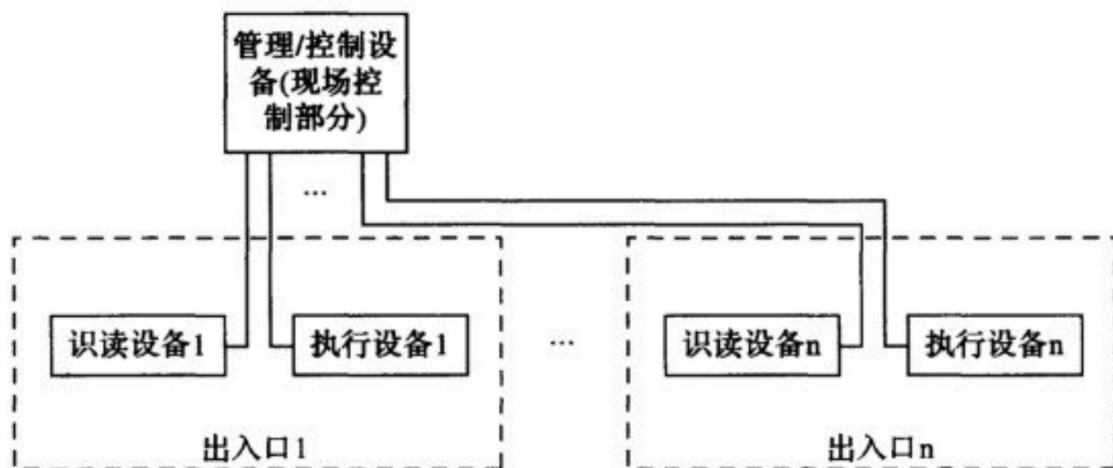 管理/控制设
备(现场控
制部分)
...
识读设备1
执行设备1
...
识读设备n
执行设备n
出入口1
出入口n